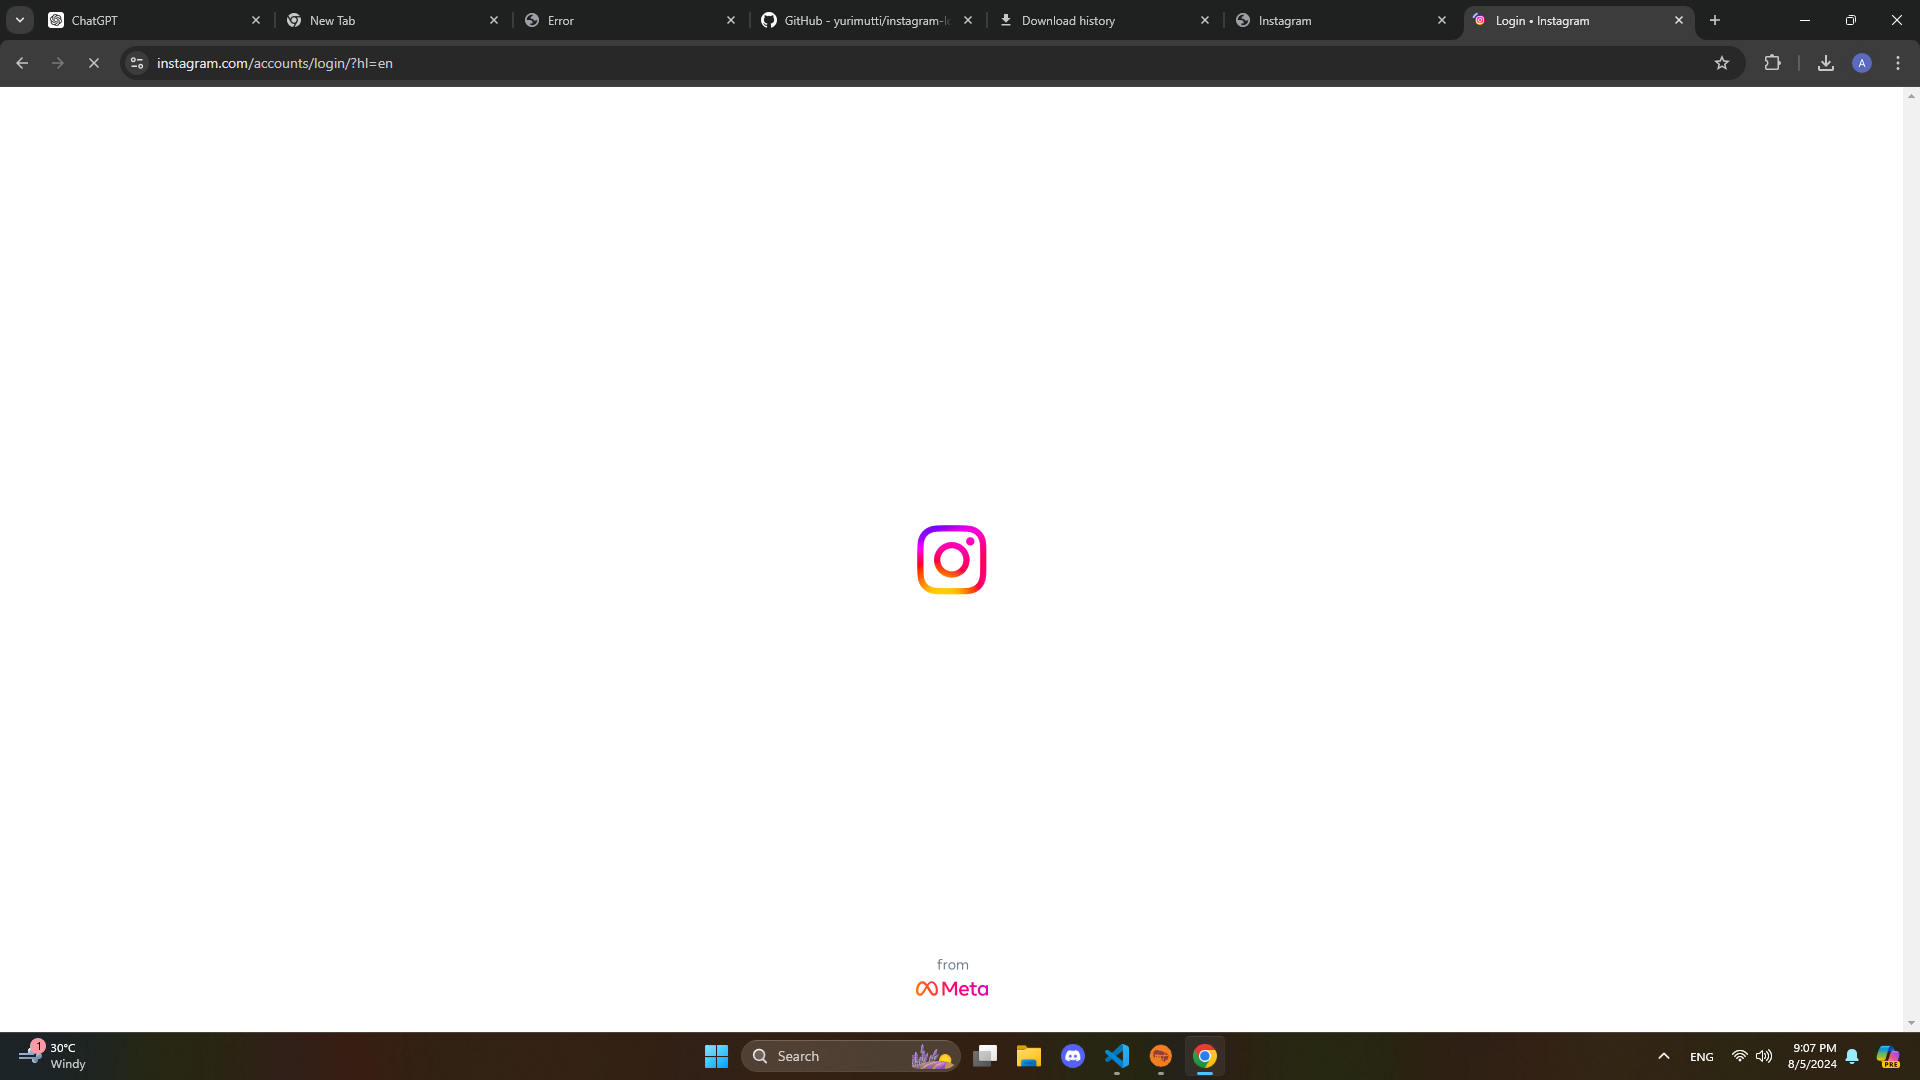 ChatGPT
New Tab
Error
GitHub - yurimutti/instagram-l
Download history
Instagram
Login • Instagram
instagram.com/accounts/login/?hl=en
A
from
Meta
1
30°C
Windy
Search
ENG
9:07 PM
8/5/2024
PRE